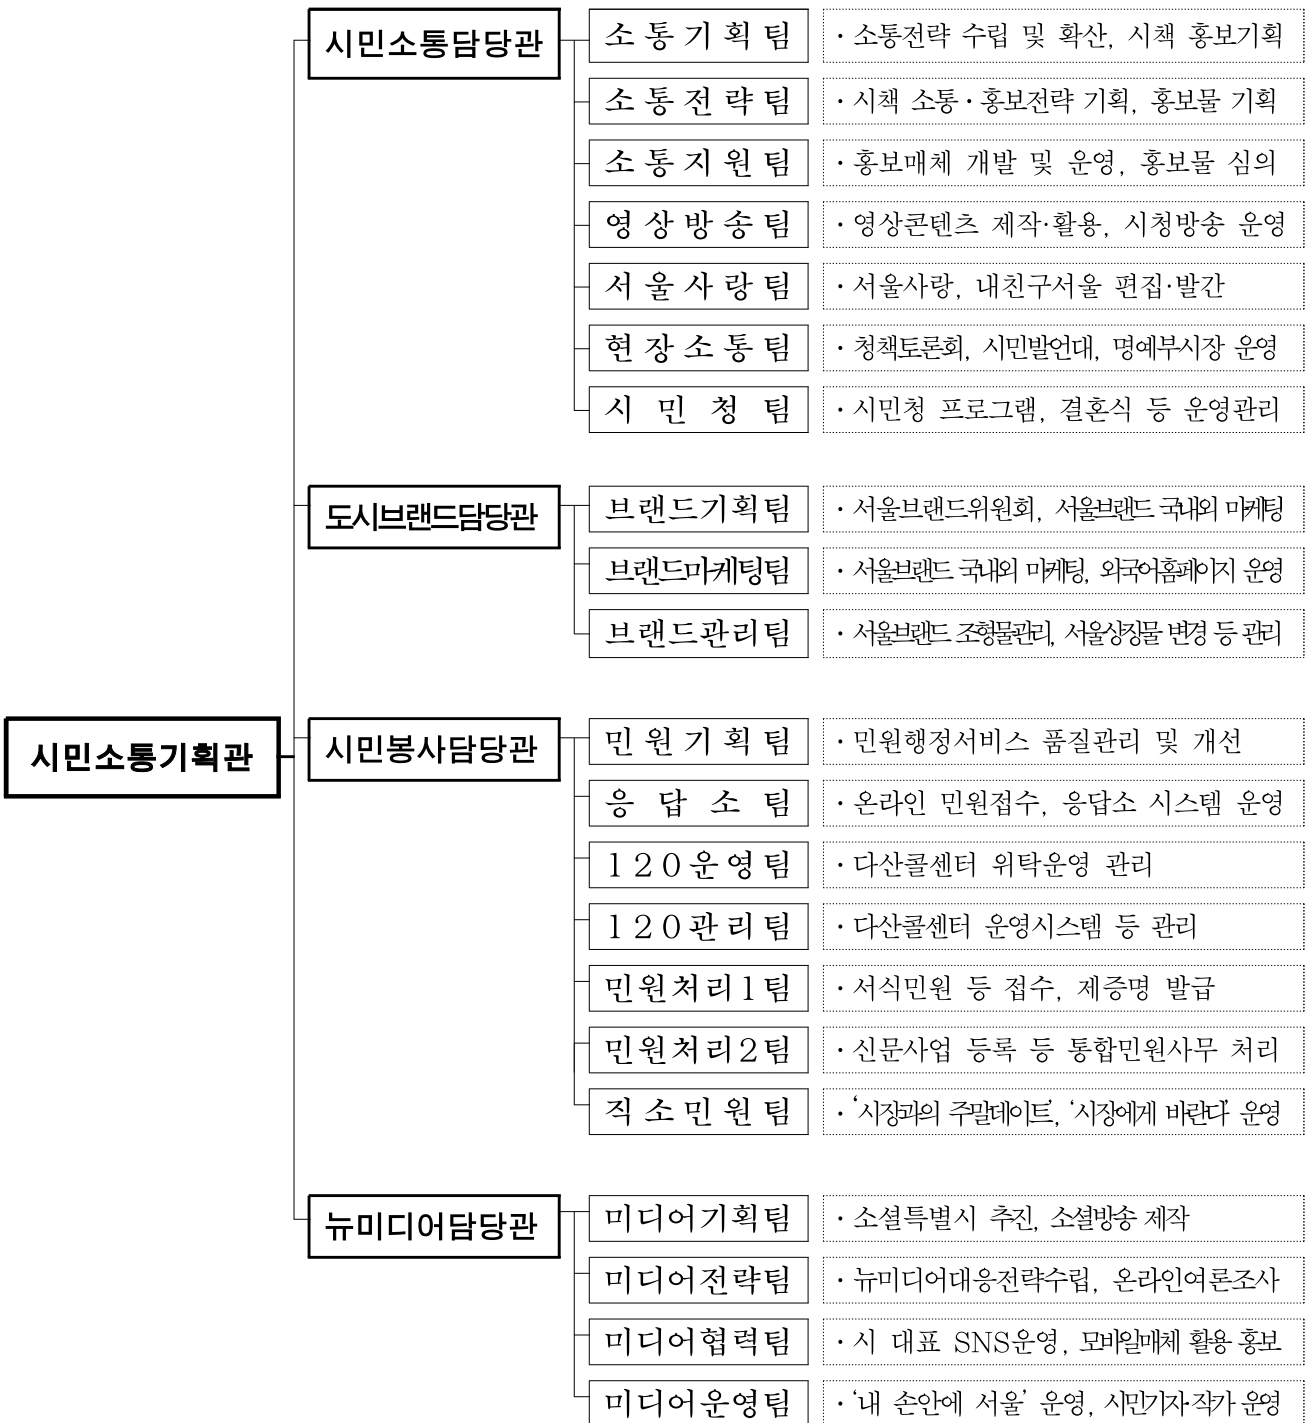 시민소통담당관
소통기획팀
· 소통전략 수립 및 확산, 시책 홍보기획
소통전략팀
· 시책 소통·홍보전략 기획, 홍보물 기획
소통지원팀
· 홍보매체 개발 및 운영, 홍보물 심의
영상방송팀
· 영상콘텐츠 제작·활용, 시청방송 운영
서울사랑팀
· 서울사랑, 내친구서울 편집·발간
현장소통팀
· 청책토론회, 시민발언대, 명예부시장 운영
시민청팀
· 시민청 프로그램, 결혼식 등 운영관리
도시브랜드담당관
브랜드기획팀
· 서울브랜드위원회, 서울브랜드 국내외 마케팅
브랜드마케팅팀
· 서울브랜드 국내외 마케팅, 외국어홈페이지 운영
브랜드관리팀
· 서울브랜드 조형물관리, 서울상징물 변경 등 관리
시민소통기획관
시민봉사담당관
민원기획팀
· 민원행정서비스 품질관리 및 개선
응답소팀
· 온라인 민원접수, 응답소 시스템 운영
120운영팀
· 다산콜센터 위탁운영 관리
120관리팀
· 다산콜센터 운영시스템 등 관리
민원처리1팀
· 서식민원 등 접수, 제증명 발급
민원처리2팀
· 신문사업 등록 등 통합민원사무 처리
직소민원팀
· '시장과의 주말데이트', '시장에게 바란다' 운영
뉴미디어담당관
미디어기획팀
· 소셜특별시 추진, 소셜방송 제작
미디어전략팀
· 뉴미디어대응전략수립, 온라인여론조사
미디어협력팀
· 시 대표 SNS운영, 모바일매체 활용 홍보
미디어운영팀
· '내 손안에 서울' 운영, 시민기자·작가 운영